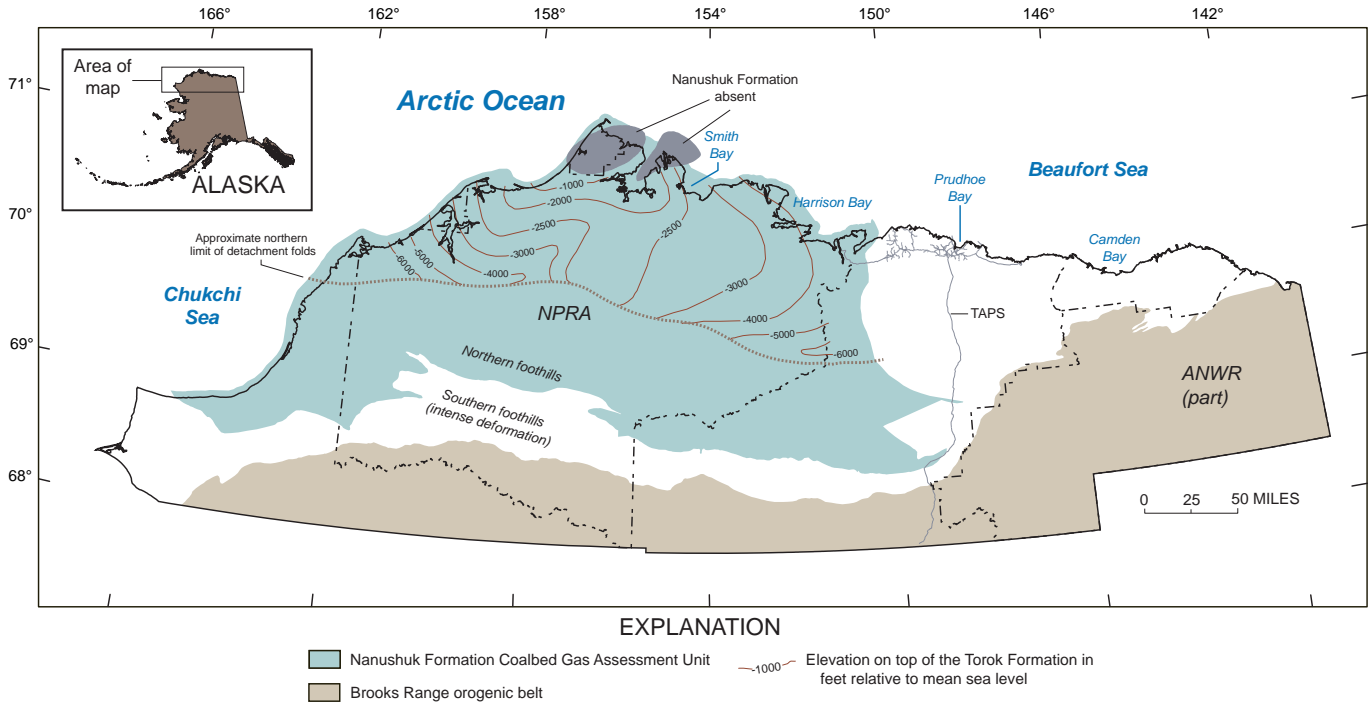 166°
162°
158°
154°
150°
146°
142°
71°
70°
69°
68°
Area of
map
ALASKA
Arctic Ocean
Nanushuk Formation
absent
Smith
Bay
Beaufort Sea
Prudhoe
Bay
Harrison Bay
Camden
Bay
Approximate northern
limit of detachment folds
Chukchi
Sea
-1000
-2000
-2500
-3000
-4000
-5000
-6000
-2500
-3000
-4000
-5000
-6000
NPRA
TAPS
Northern foothills
Southern foothills
(intense deformation)
ANWR
(part)
0 25 50 MILES
EXPLANATION
Nanushuk Formation Coalbed Gas Assessment Unit
Brooks Range orogenic belt
-1000
Elevation on top of the Torok Formation in
feet relative to mean sea level